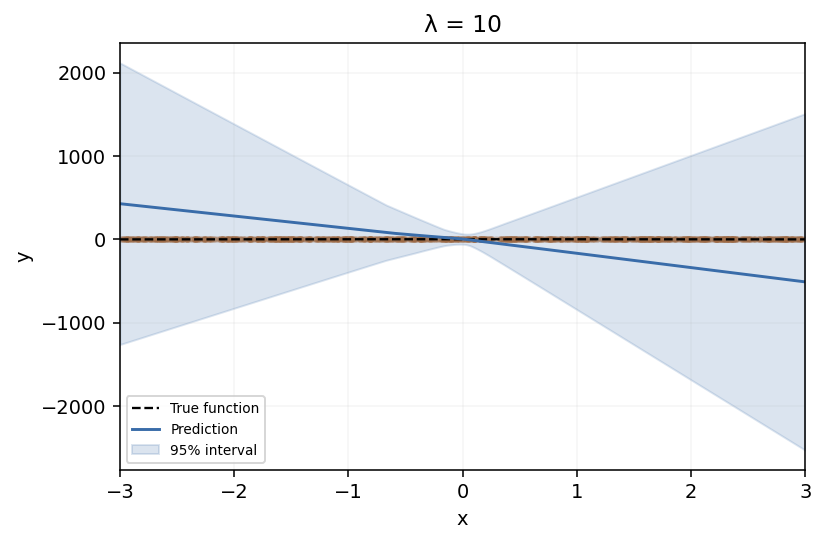 λ = 10
2000
1000
0
−1000
−2000
y
True function
Prediction
95% interval
−3 −2 −1 0 1 2 3
x